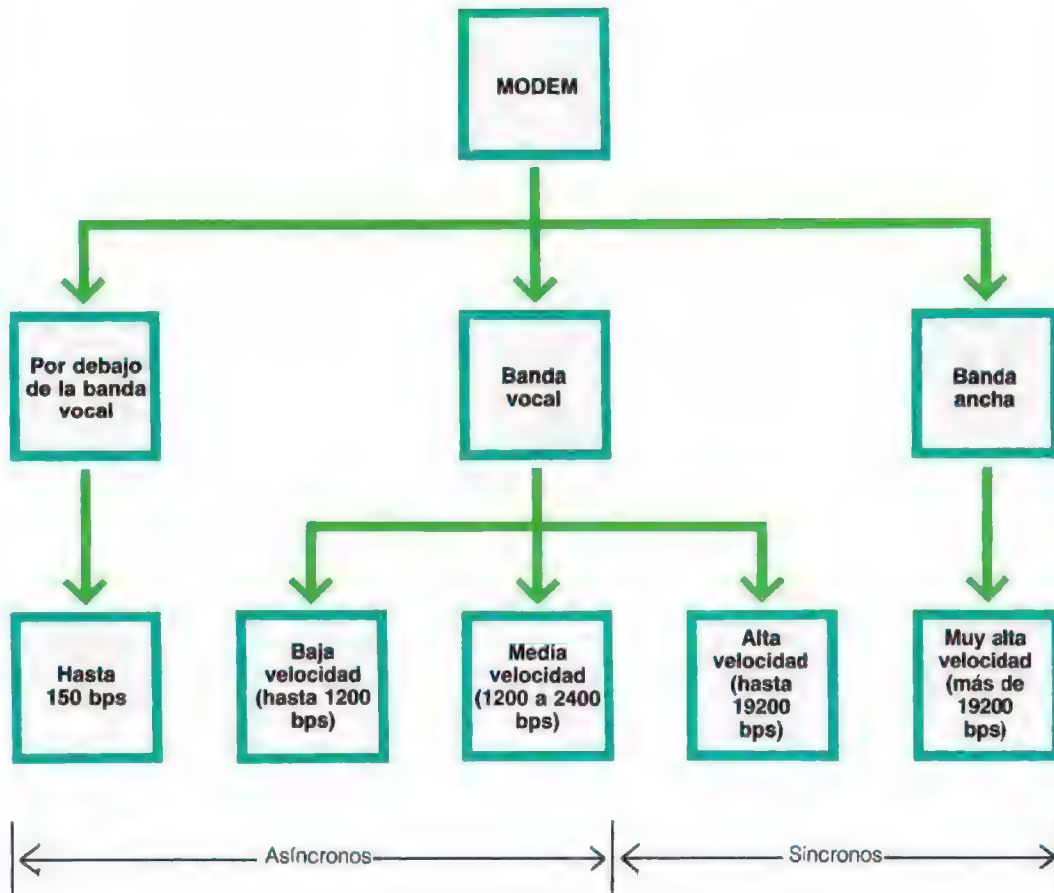 MODEM
Por debajo
de la banda
vocal
Banda
vocal
Banda
ancha
Hasta
150 bps
Baja
velocidad
(hasta 1200
bps)
Media
velocidad
(1200 a 2400
bps)
Alta
velocidad
(hasta
19200
bps)
Muy alta
velocidad
(más de
19200
bps)
Asíncronos
Síncronos